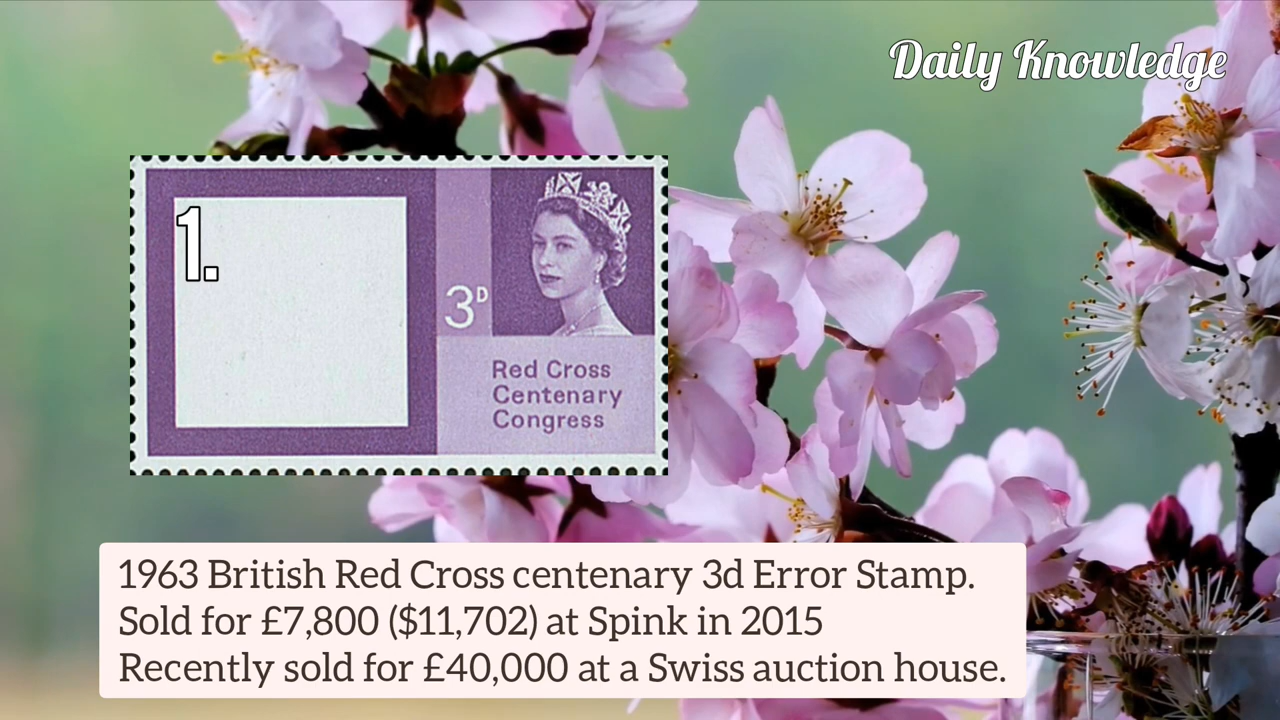 Daily Knowledge
1.
3D
Red Cross
Centenary
Congress
1963 British Red Cross centenary 3d Error Stamp.
Sold for £7,800 ($11,702) at Spink in 2015
Recently sold for £40,000 at a Swiss auction house.